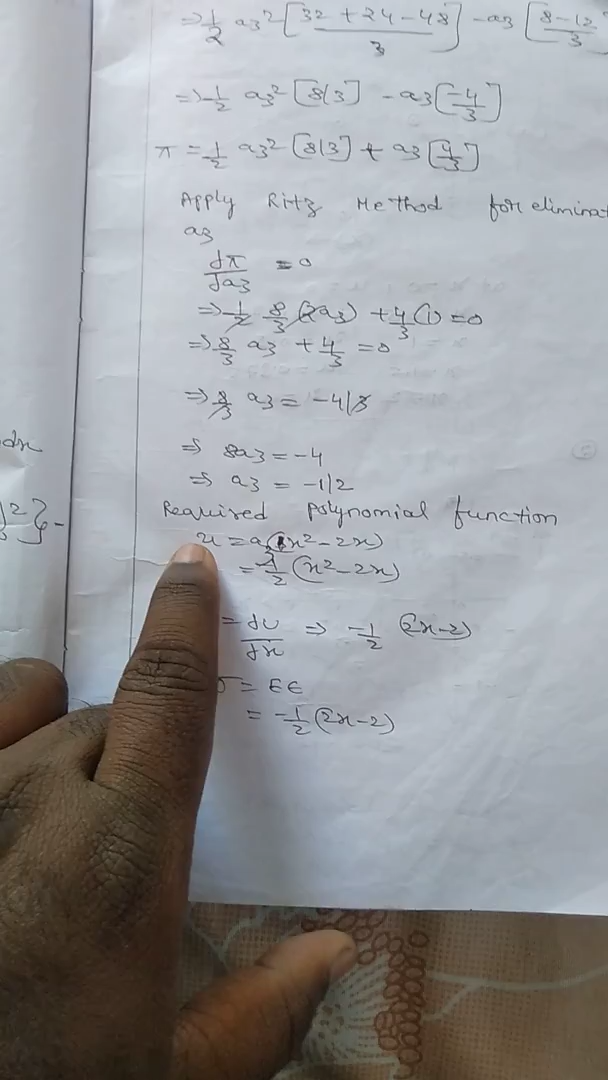 ⇒ 1/2 a3² [32 + 24 - 48 / 3] - a3 [8 - 12 / 3
⇒ 1/2 a3² [8/3] - a3 [-4/3]
π = 1/2 a3² [8/3] + a3 [4/3]
Apply Ritz Method for eliminat
a3
dπ/da3 = 0
⇒ 1/2 8/3 (2a3) + 4/3 (1) = 0
⇒ 8/3 a3 + 4/3 = 0
⇒ 8/3 a3 = -4/3
dx
⇒ 8a3 = -4
⇒ a3 = -1/2
]²}-
Required polynomial function
u = a3 (x² - 2x)
= -1/2 (x² - 2x)
= du/dx ⇒ -1/2 (2x-2)
σ = EE
= -1/2 (2x-2)